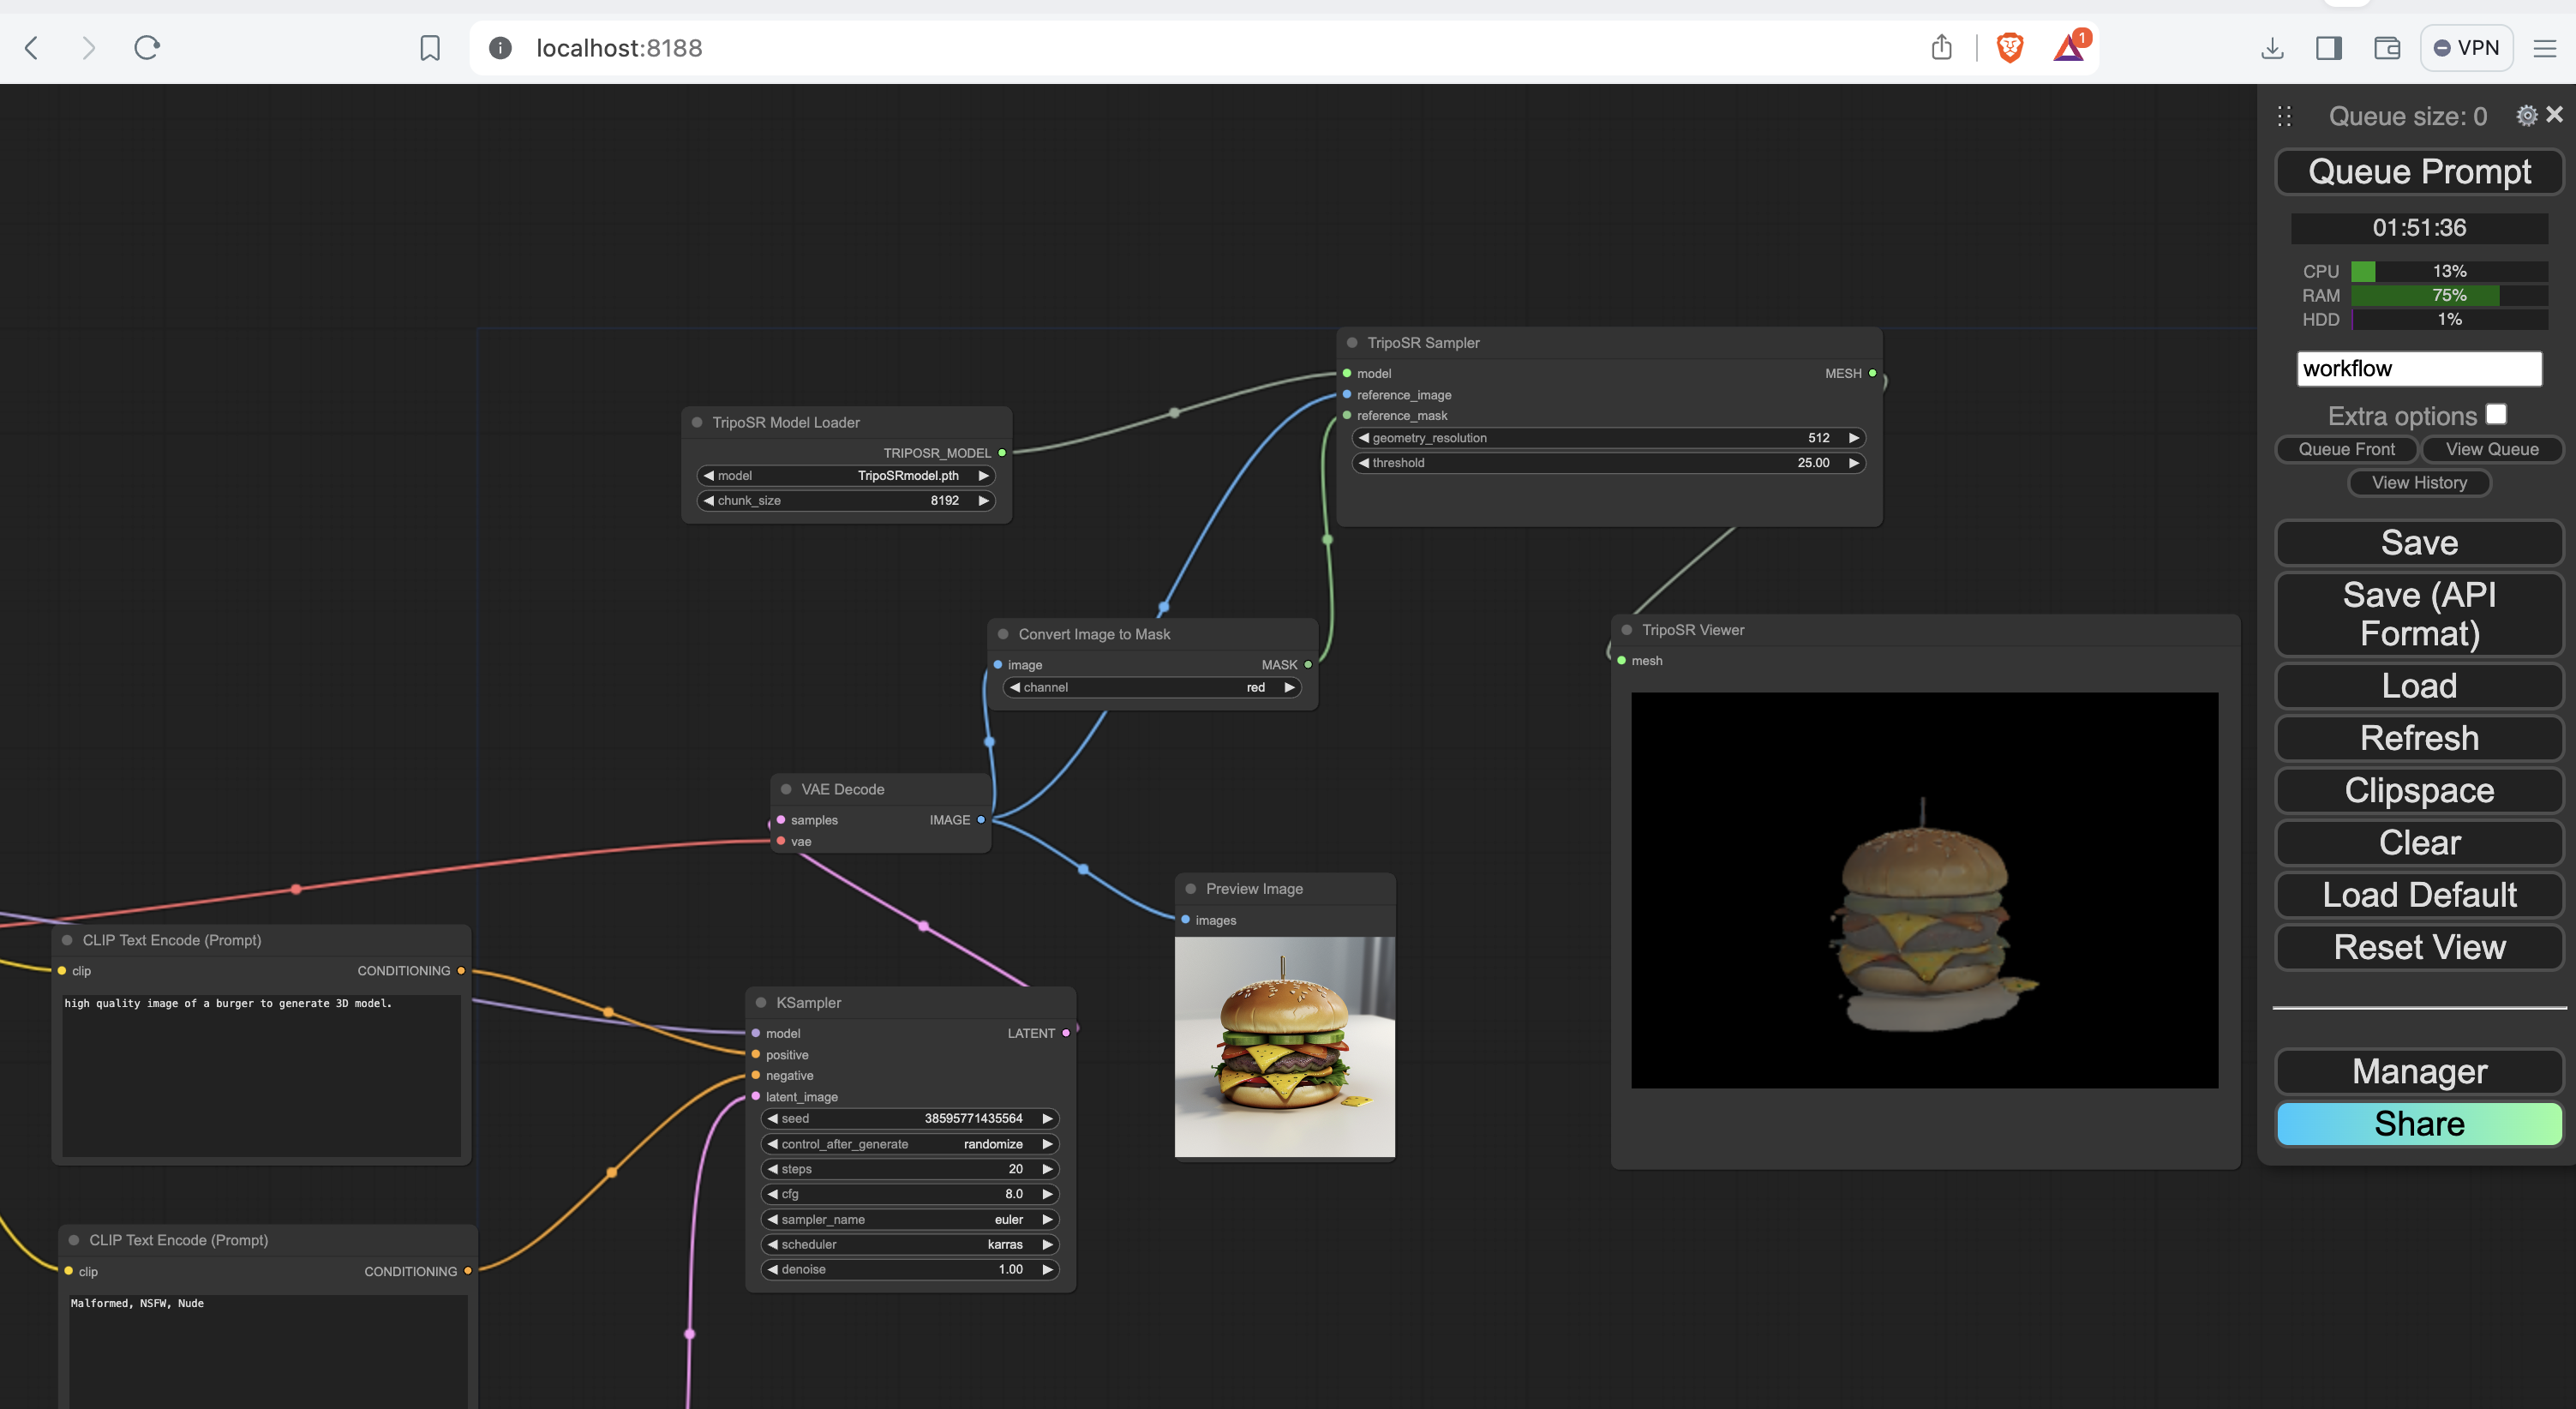 localhost:8188
1
VPN
Queue size: 0
Queue Prompt
01:51:36
CPU 13%
RAM 75%
HDD 1%
workflow
Extra options
Queue Front View Queue
View History
Save
Save (API
Format)
Load
Refresh
Clipspace
Clear
Load Default
Reset View
Manager
Share
TripoSR Model Loader
TRIPOSR_MODEL
model TripoSRmodel.pth
chunk_size 8192
TripoSR Sampler
model MESH
reference_image
reference_mask
geometry_resolution 512
threshold 25.00
Convert Image to Mask
image MASK
channel red
TripoSR Viewer
mesh
VAE Decode
samples IMAGE
vae
Preview Image
images
CLIP Text Encode (Prompt)
clip CONDITIONING
high quality image of a burger to generate 3D model.
KSampler
model LATENT
positive
negative
latent_image
seed 38595771435564
control_after_generate randomize
steps 20
cfg 8.0
sampler_name euler
scheduler karras
denoise 1.00
CLIP Text Encode (Prompt)
clip CONDITIONING
Malformed, NSFW, Nude